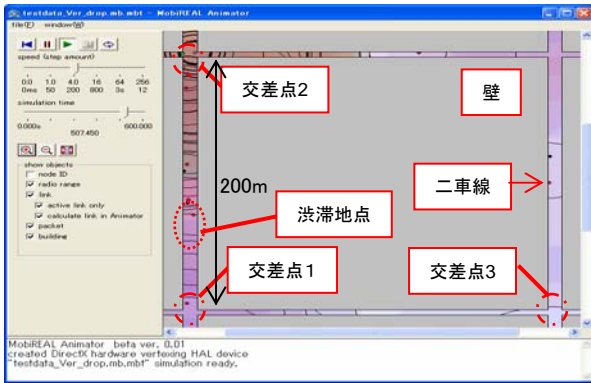 testdata_Ver_drop.mb.mbt - MobiREAL Animator
file(F) window(W)
speed (step amount)
0.0 1.0 4.0 16 64 256
0ms 50 200 800 3s 12
simulation time
0.000s 600.000
507.450
show objects
node ID
radio range
link
active link only
calculate link in Animator
packet
building
交差点2
壁
200m
二車線
渋滞地点
交差点1
交差点3
MobiREAL Animator beta ver. 0.01
created DirectX hardware vertexing HAL device
"testdata_Ver_drop.mb.mbt" simulation ready.